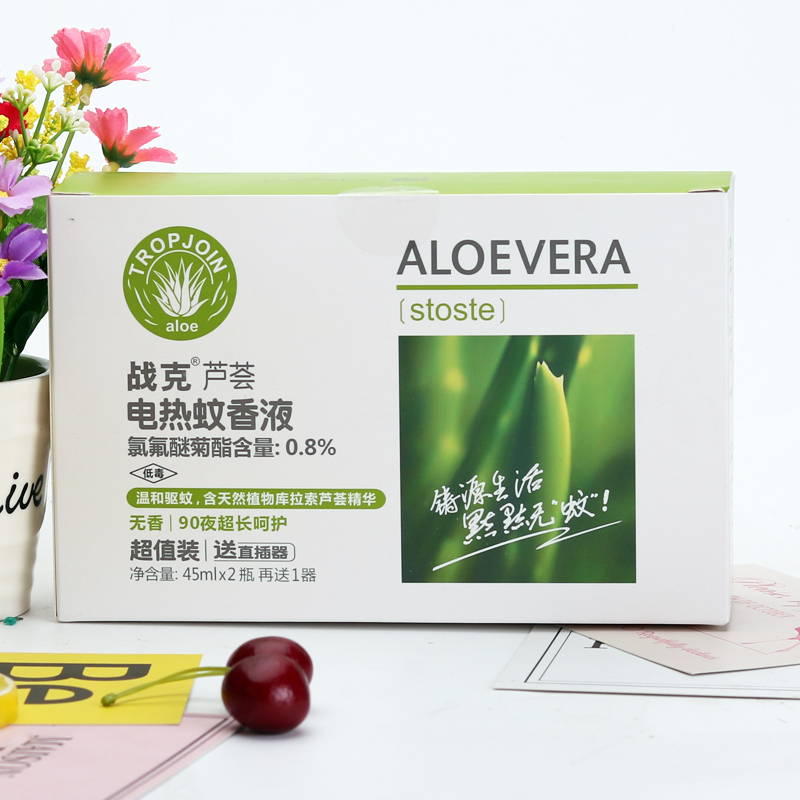 TROPJOIN
aloe
ALOEVERA
[stoste]
战克®芦荟
电热蚊香液
氯氟醚菊酯含量: 0.8%
低毒
温和驱蚊,含天然植物库拉索芦荟精华
无香|90夜超长呵护
超值装|送直插器
净含量: 45mlx2瓶 再送1器
源生活
黑默无"蚊"!
ive